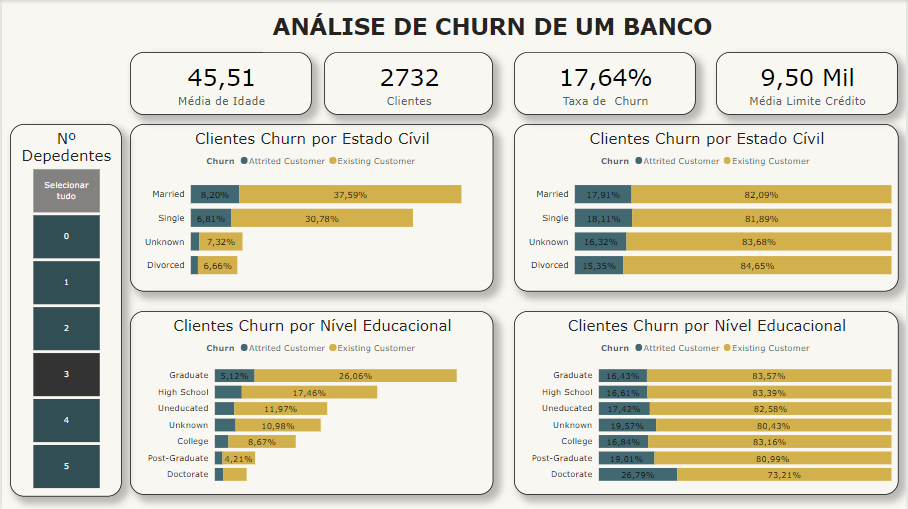 ANÁLISE DE CHURN DE UM BANCO
45,51
Média de Idade
2732
Clientes
17,64%
Taxa de Churn
9,50 Mil
Média Limite Crédito
Nº
Depedentes
Selecionar
tudo
0
1
2
3
4
5
Clientes Churn por Estado Cívil
Churn Attrited Customer Existing Customer
Married 8,20% 37,59%
Single 6,81% 30,78%
Unknown 7,32%
Divorced 6,66%
Clientes Churn por Estado Cívil
Churn Attrited Customer Existing Customer
Married 17,91% 82,09%
Single 18,11% 81,89%
Unknown 16,32% 83,68%
Divorced 15,35% 84,65%
Clientes Churn por Nível Educacional
Churn Attrited Customer Existing Customer
Graduate 5,12% 26,06%
High School 17,46%
Uneducated 11,97%
Unknown 10,98%
College 8,67%
Post-Graduate 4,21%
Doctorate
Clientes Churn por Nível Educacional
Churn Attrited Customer Existing Customer
Graduate 16,43% 83,57%
High School 16,61% 83,39%
Uneducated 17,42% 82,58%
Unknown 19,57% 80,43%
College 16,84% 83,16%
Post-Graduate 19,01% 80,99%
Doctorate 26,79% 73,21%